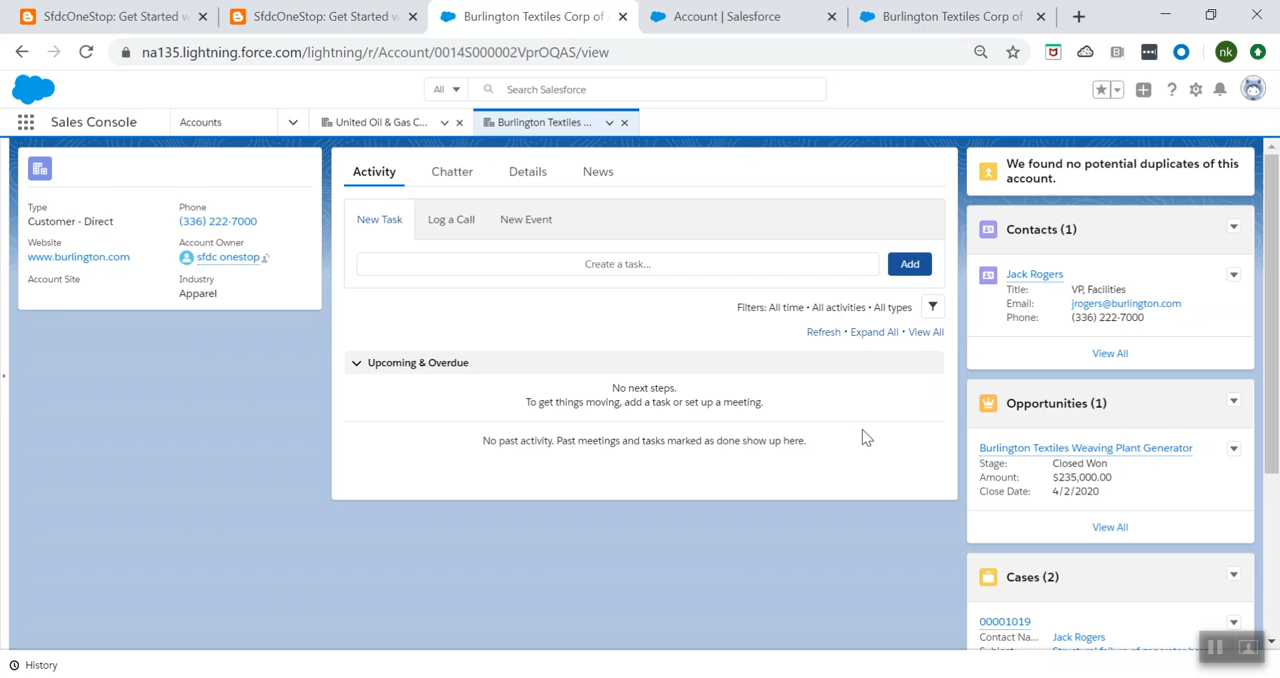 SfdcOneStop: Get Started w
SfdcOneStop: Get Started w
Burlington Textiles Corp of
Account | Salesforce
Burlington Textiles Corp of
na135.lightning.force.com/lightning/r/Account/0014S000002VprOQAS/view
nk
All
Search Salesforce
Sales Console
Accounts
United Oil & Gas C...
Burlington Textiles ...
Type
Customer - Direct
Phone
(336) 222-7000
Website
www.burlington.com
Account Owner
sfdc onestop
Account Site
Industry
Apparel
Activity
Chatter
Details
News
New Task
Log a Call
New Event
Create a task...
Add
Filters: All time • All activities • All types
Refresh • Expand All • View All
Upcoming & Overdue
No next steps.
To get things moving, add a task or set up a meeting.
No past activity. Past meetings and tasks marked as done show up here.
We found no potential duplicates of this
account.
Contacts (1)
Jack Rogers
Title: VP, Facilities
Email: jrogers@burlington.com
Phone: (336) 222-7000
View All
Opportunities (1)
Burlington Textiles Weaving Plant Generator
Stage: Closed Won
Amount: $235,000.00
Close Date: 4/2/2020
View All
Cases (2)
00001019
Contact Na... Jack Rogers
Subject Structural failure of generator
History